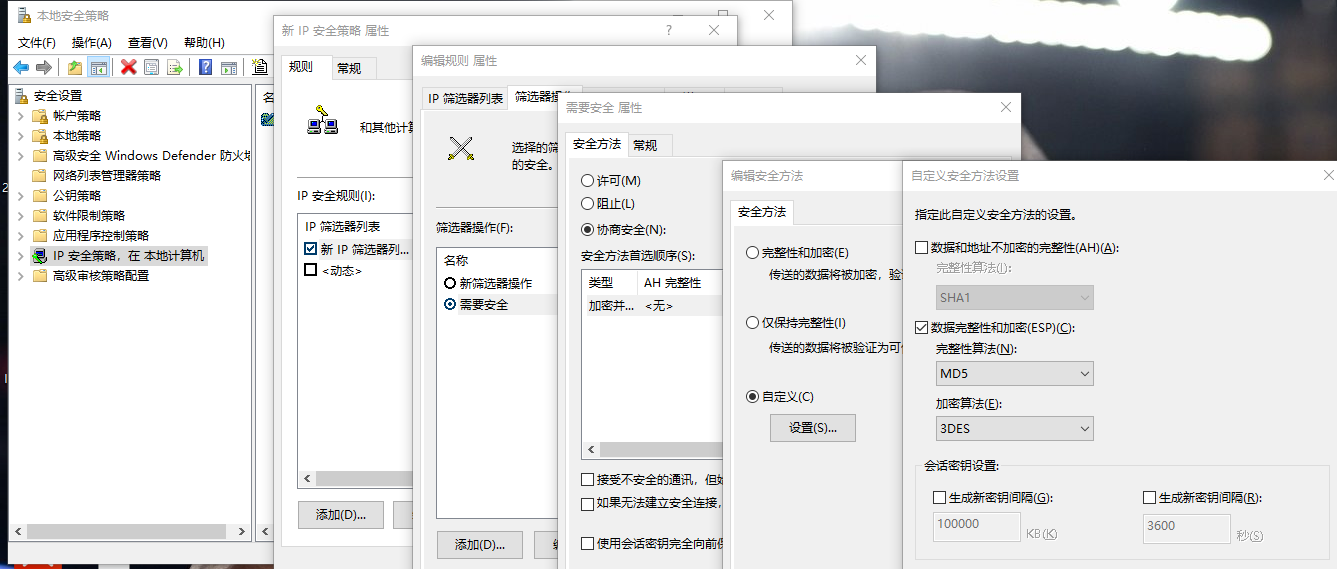 本地安全策略
文件(F) 操作(A) 查看(V) 帮助(H)
安全设置
帐户策略
本地策略
高级安全 Windows Defender 防火墙
网络列表管理器策略
公钥策略
软件限制策略
应用程序控制策略
IP 安全策略，在 本地计算机
高级审核策略配置
名
新 IP 安全策略 属性
规则 常规
和其他计算
IP 安全规则(I):
IP 筛选器列表
新 IP 筛选器列...
<动态>
添加(D)...
编辑规则 属性
IP 筛选器列表 筛选器操作
选择的筛
的安全。
筛选器操作(F):
名称
新筛选器操作
需要安全
添加(D)...
需要安全 属性
安全方法 常规
许可(M)
阻止(L)
协商安全(N):
安全方法首选顺序(S):
类型 AH 完整性
加密并... <无>
接受不安全的通讯，但始
如果无法建立安全连接，
使用会话密钥完全向前保
编辑安全方法
安全方法
完整性和加密(E)
传送的数据将被加密，验证
仅保持完整性(I)
传送的数据将被验证为可信
自定义(C)
设置(S)...
自定义安全方法设置
指定此自定义安全方法的设置。
数据和地址不加密的完整性(AH)(A):
完整性算法(I):
SHA1
数据完整性和加密(ESP)(C):
完整性算法(N):
MD5
加密算法(E):
3DES
会话密钥设置:
生成新密钥间隔(G): 生成新密钥间隔(R):
100000 KB(K) 3600 秒(S)